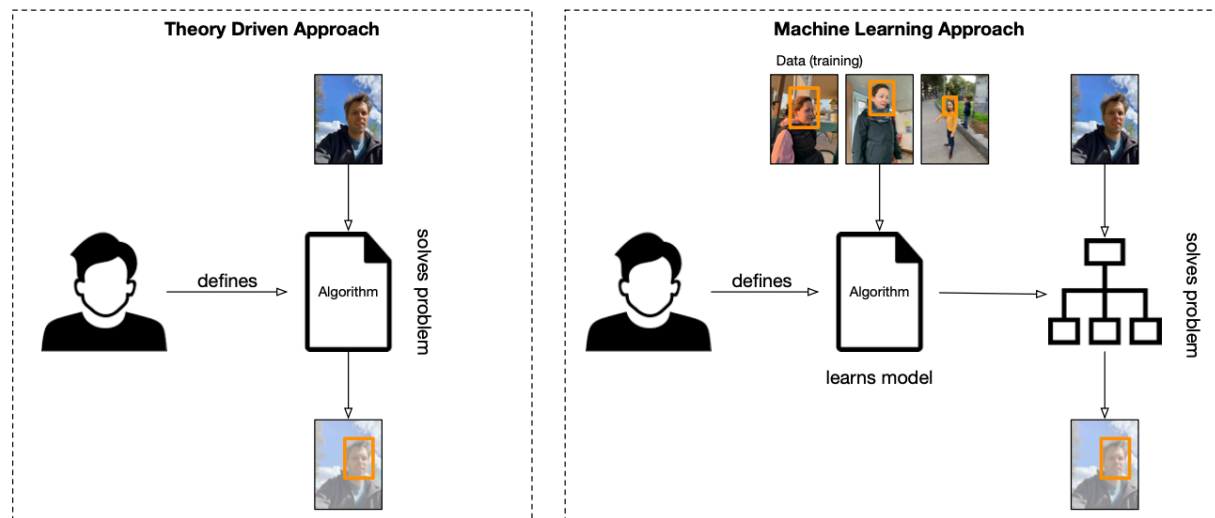 Theory Driven Approach
defines
Algorithm
solves problem
Machine Learning Approach
Data (training)
defines
Algorithm
learns model
solves problem